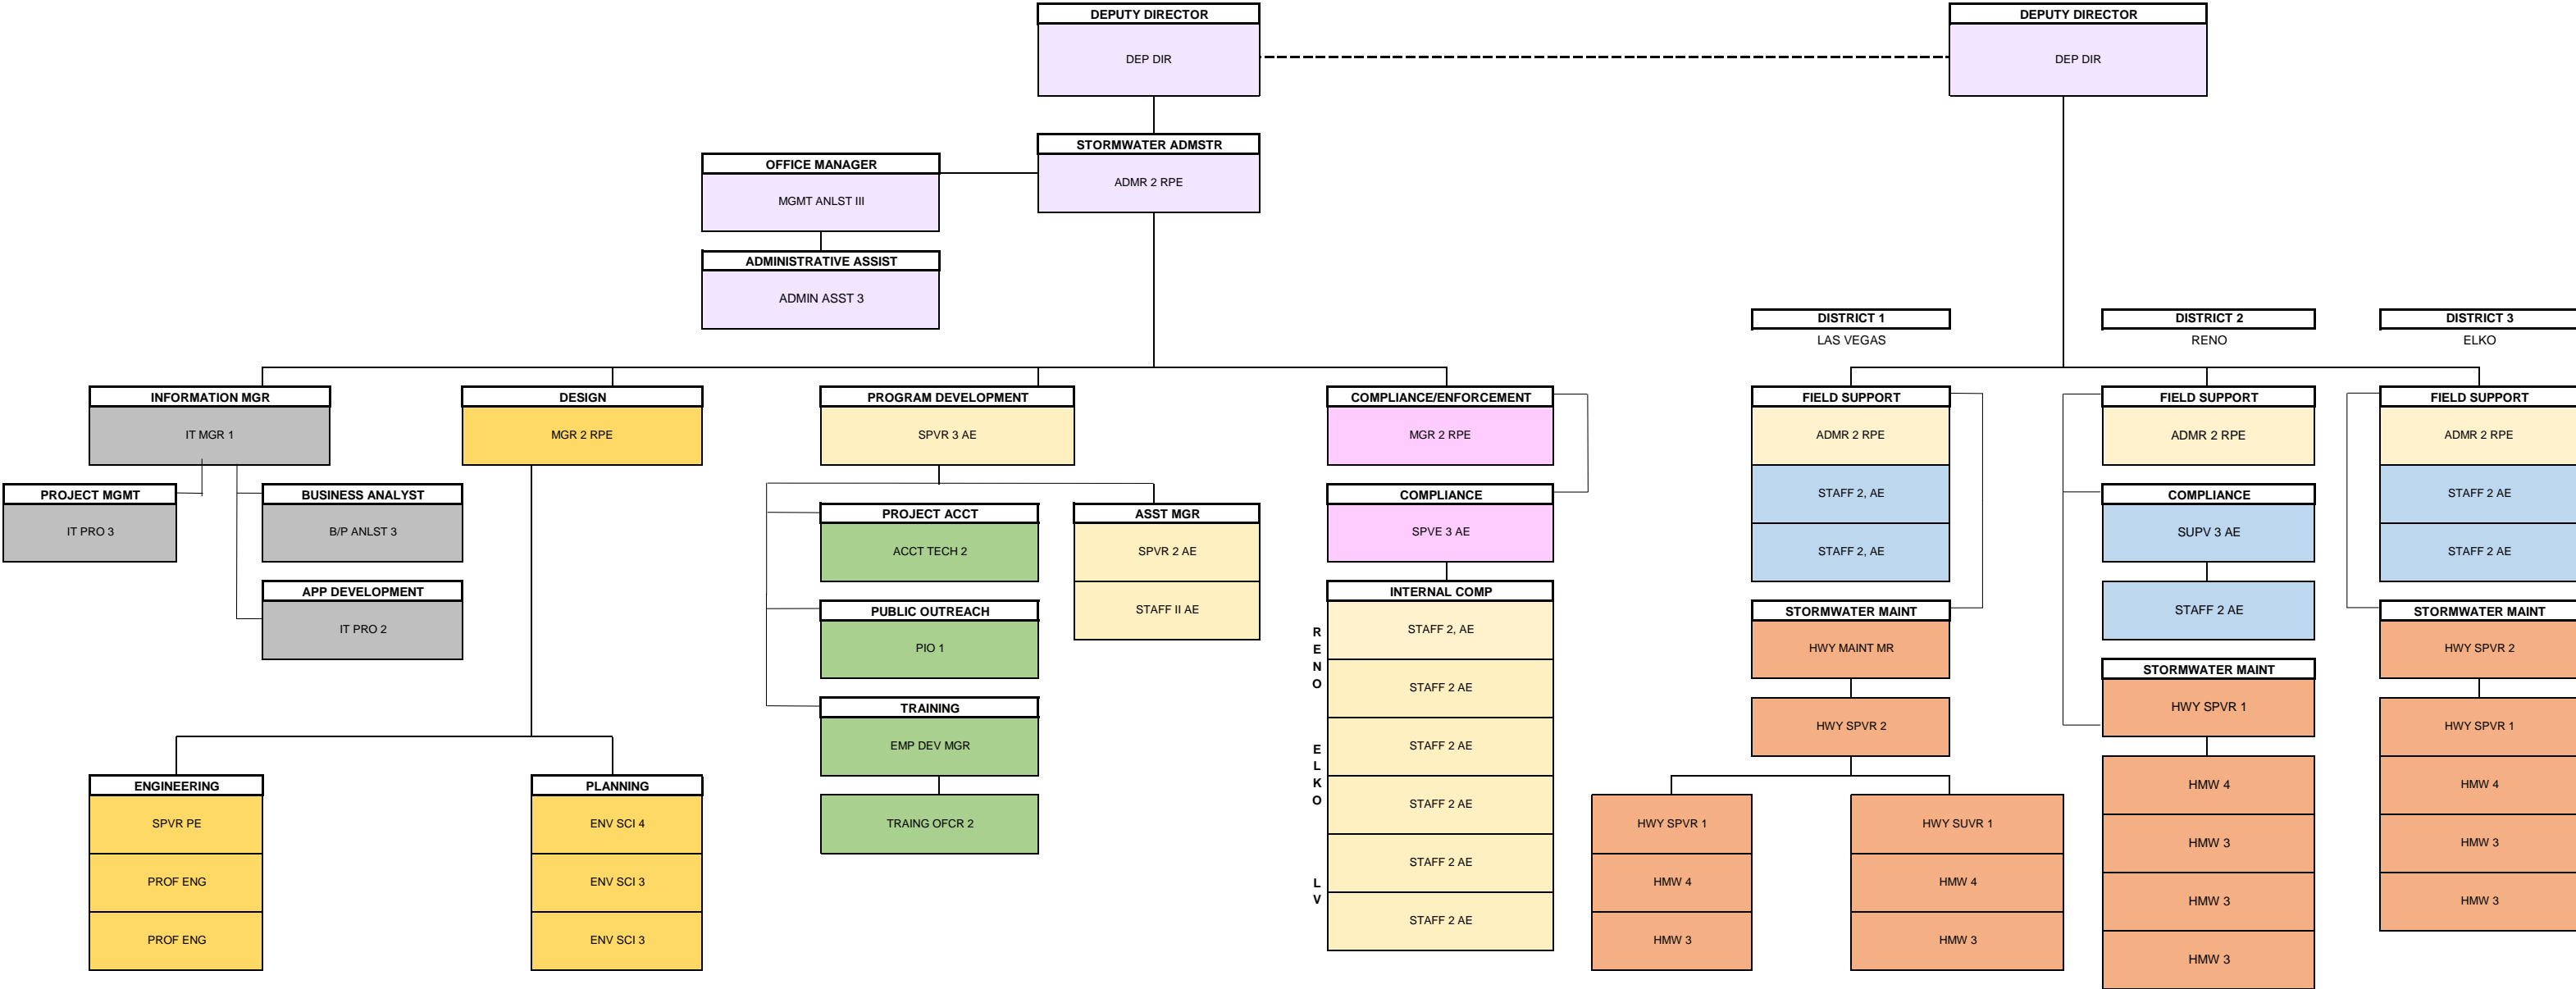 DEPUTY DIRECTOR
DEP DIR
DEPUTY DIRECTOR
DEP DIR
STORMWATER ADMSTR
ADMR 2 RPE
OFFICE MANAGER
MGMT ANLST III
ADMINISTRATIVE ASSIST
ADMIN ASST 3
DISTRICT 1
LAS VEGAS
DISTRICT 2
RENO
DISTRICT 3
ELKO
INFORMATION MGR
IT MGR 1
PROJECT MGMT
IT PRO 3
BUSINESS ANALYST
B/P ANLST 3
APP DEVELOPMENT
IT PRO 2
DESIGN
MGR 2 RPE
ENGINEERING
SPVR PE
PROF ENG
PROF ENG
PLANNING
ENV SCI 4
ENV SCI 3
ENV SCI 3
PROGRAM DEVELOPMENT
SPVR 3 AE
PROJECT ACCT
ACCT TECH 2
PUBLIC OUTREACH
PIO 1
TRAINING
EMP DEV MGR
TRAING OFCR 2
ASST MGR
SPVR 2 AE
STAFF II AE
COMPLIANCE/ENFORCEMENT
MGR 2 RPE
COMPLIANCE
SPVE 3 AE
INTERNAL COMP
RENO
STAFF 2, AE
STAFF 2 AE
ELKO
STAFF 2 AE
STAFF 2 AE
LV
STAFF 2 AE
STAFF 2 AE
FIELD SUPPORT
ADMR 2 RPE
STAFF 2, AE
STAFF 2, AE
STORMWATER MAINT
HWY MAINT MR
HWY SPVR 2
HWY SPVR 1
HMW 4
HMW 3
HWY SUVR 1
HMW 4
HMW 3
FIELD SUPPORT
ADMR 2 RPE
COMPLIANCE
SUPV 3 AE
STAFF 2 AE
STORMWATER MAINT
HWY SPVR 1
HMW 4
HMW 3
HMW 3
HMW 3
FIELD SUPPORT
ADMR 2 RPE
STAFF 2 AE
STAFF 2 AE
STORMWATER MAINT
HWY SPVR 2
HWY SPVR 1
HMW 4
HMW 3
HMW 3